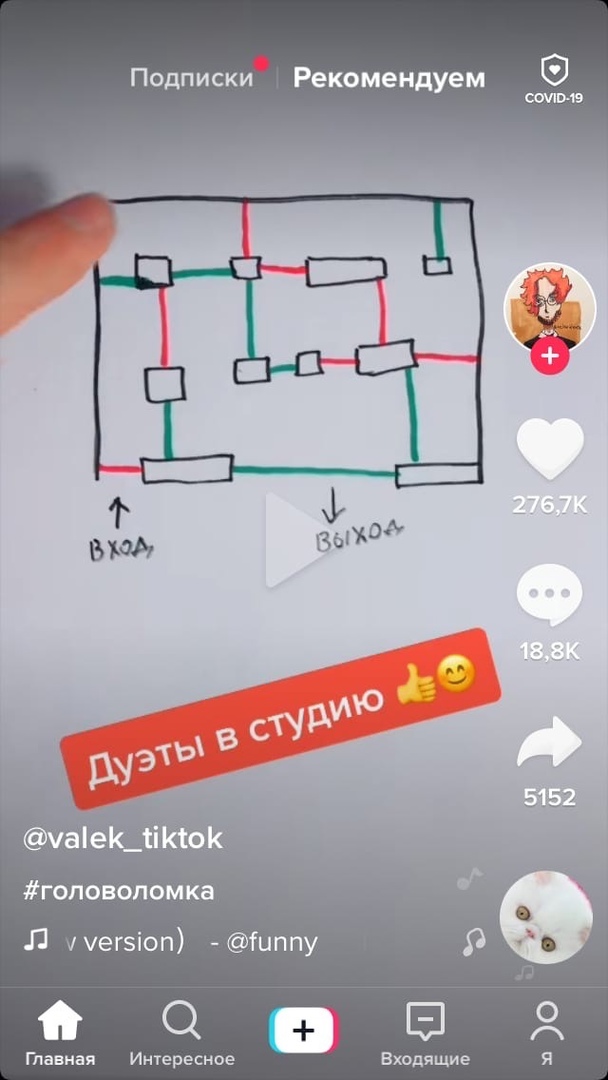 Подписки
Рекомендуем
COVID-19
ВХОД
ВЫХОД
276,7K
18,8K
5152
Дуэты в студию 👍😊
@valek_tiktok
#головоломка
v version) - @funny
Главная
Интересное
Входящие
Я